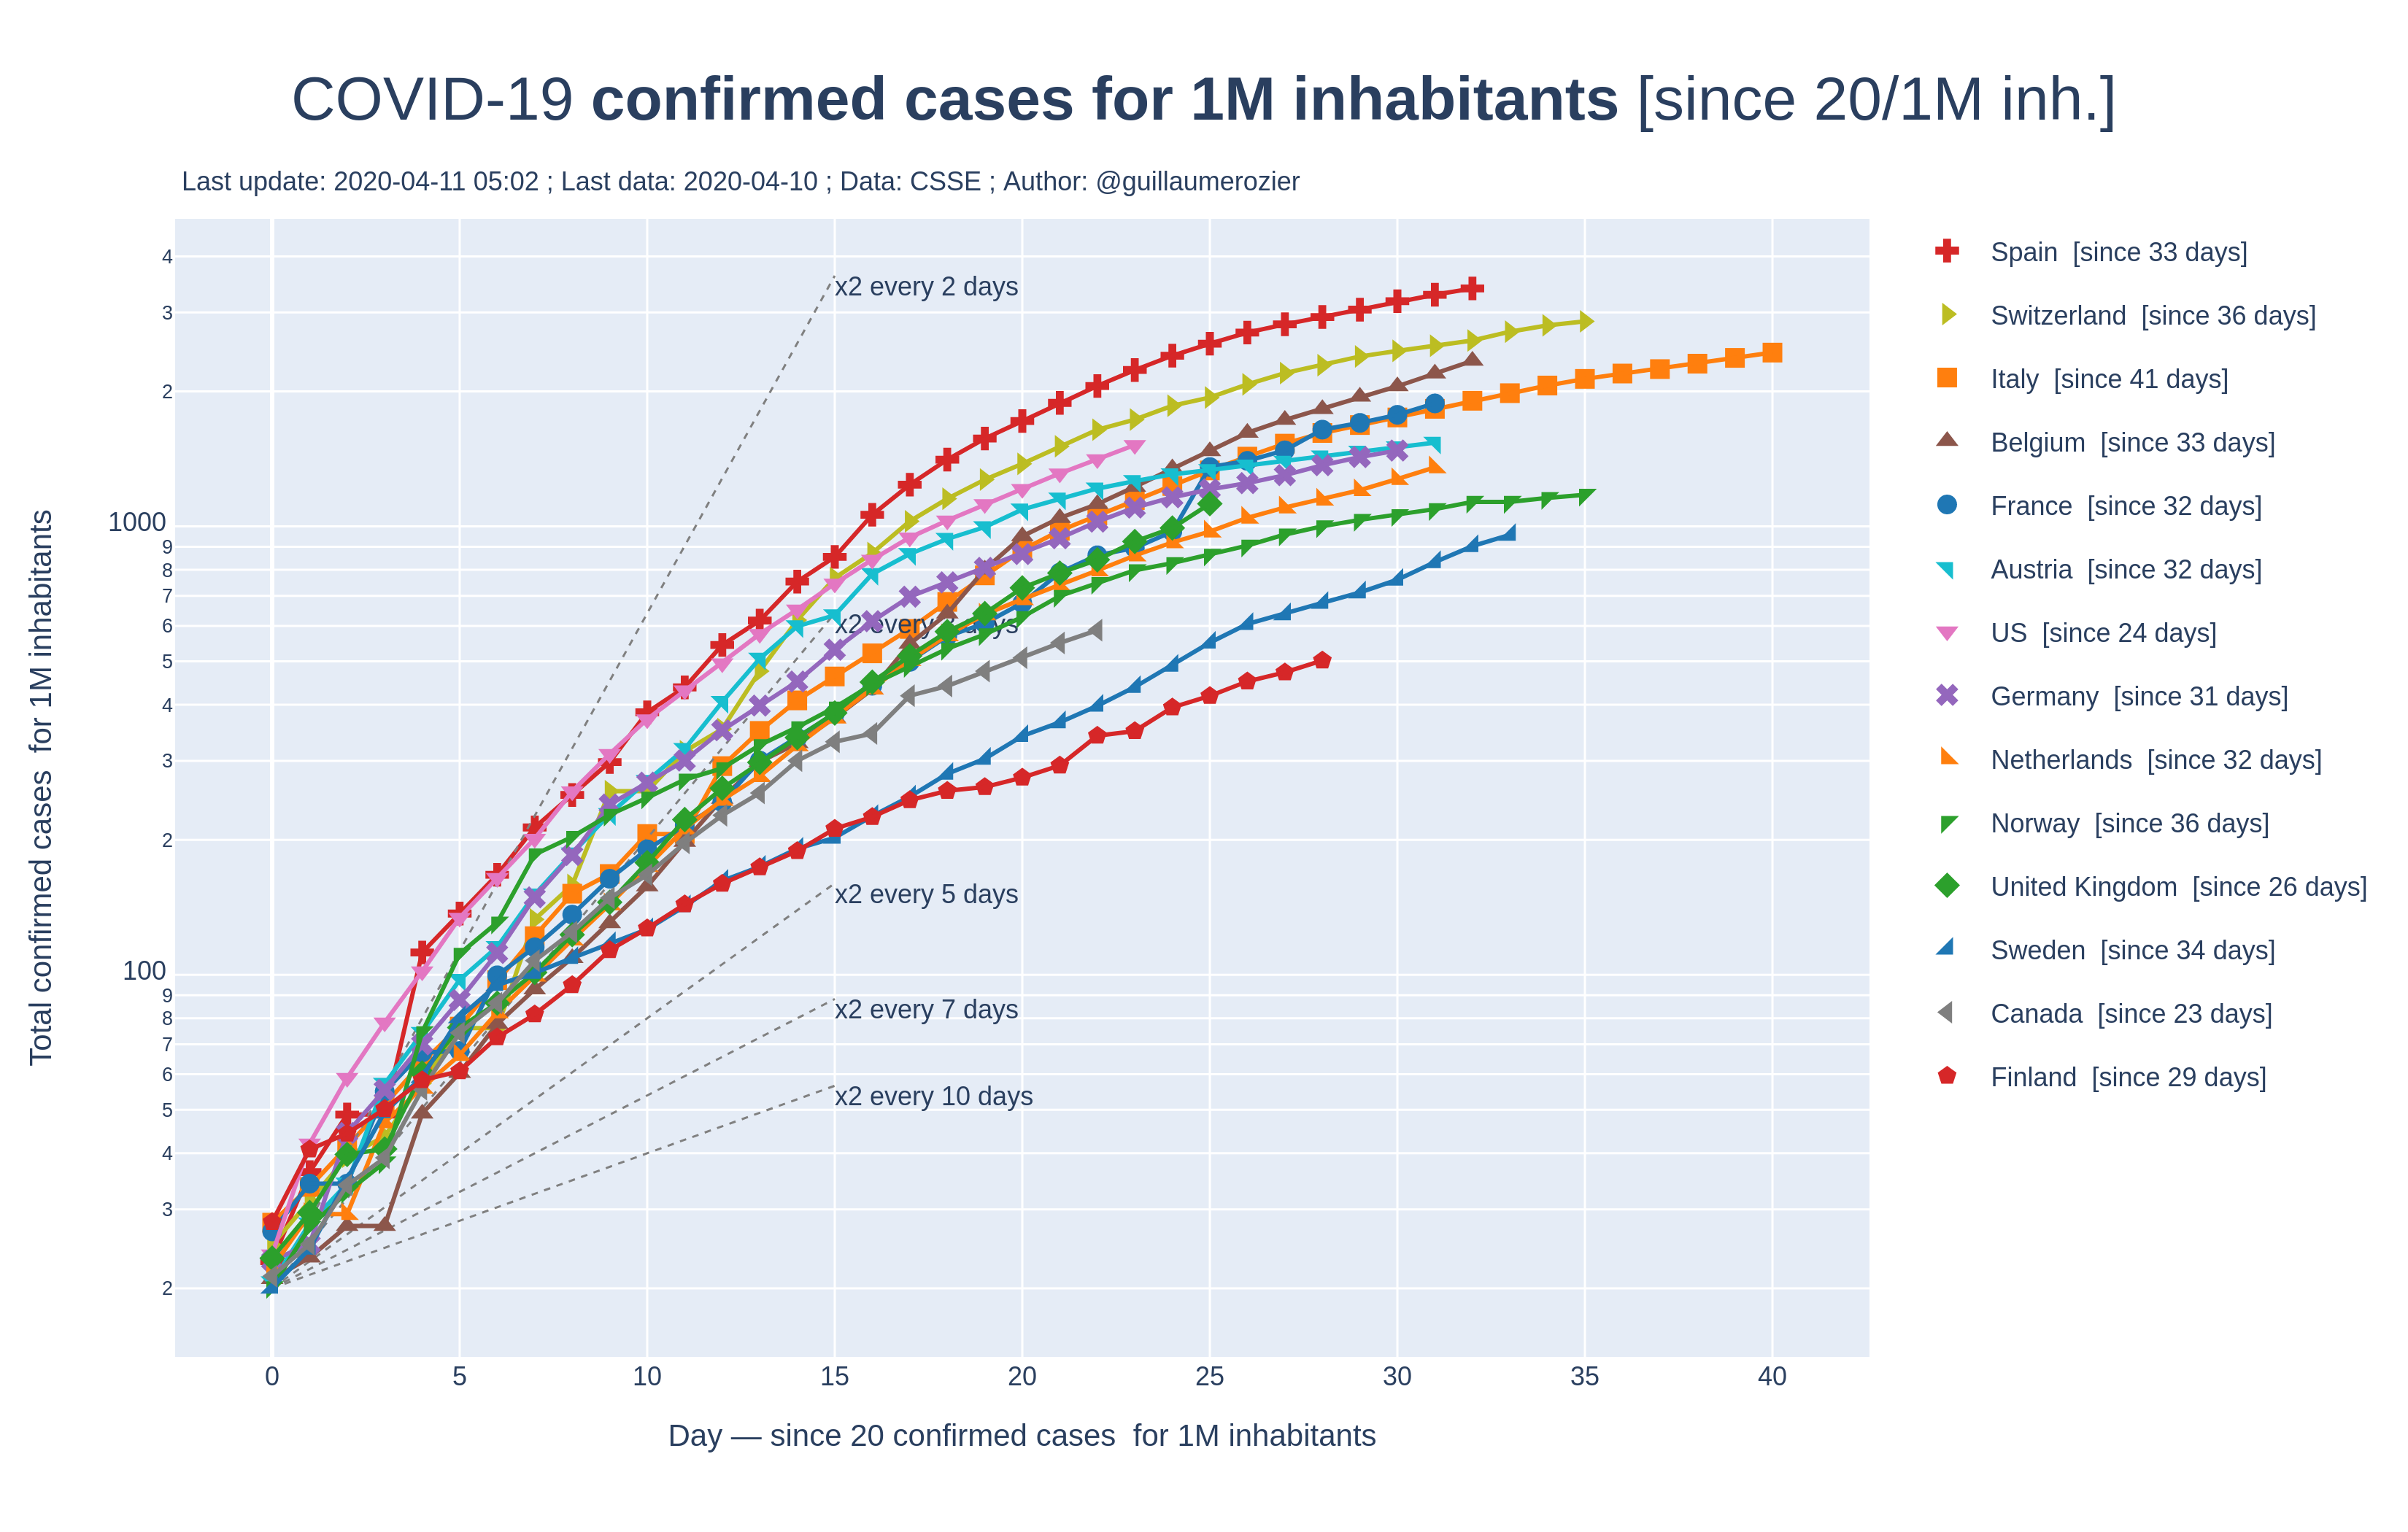 COVID-19 confirmed cases for 1M inhabitants [since 20/1M inh.]
Last update: 2020-04-11 05:02 ; Last data: 2020-04-10 ; Data: CSSE ; Author: @guillaumerozier
Total confirmed cases for 1M inhabitants
4
3
2
1000
9
8
7
6
5
4
3
2
100
9
8
7
6
5
4
3
2
x2 every 2 days
x2 every days
x2 every 5 days
x2 every 7 days
x2 every 10 days
0 5 10 15 20 25 30 35 40
Day — since 20 confirmed cases for 1M inhabitants
Spain [since 33 days]
Switzerland [since 36 days]
Italy [since 41 days]
Belgium [since 33 days]
France [since 32 days]
Austria [since 32 days]
US [since 24 days]
Germany [since 31 days]
Netherlands [since 32 days]
Norway [since 36 days]
United Kingdom [since 26 days]
Sweden [since 34 days]
Canada [since 23 days]
Finland [since 29 days]